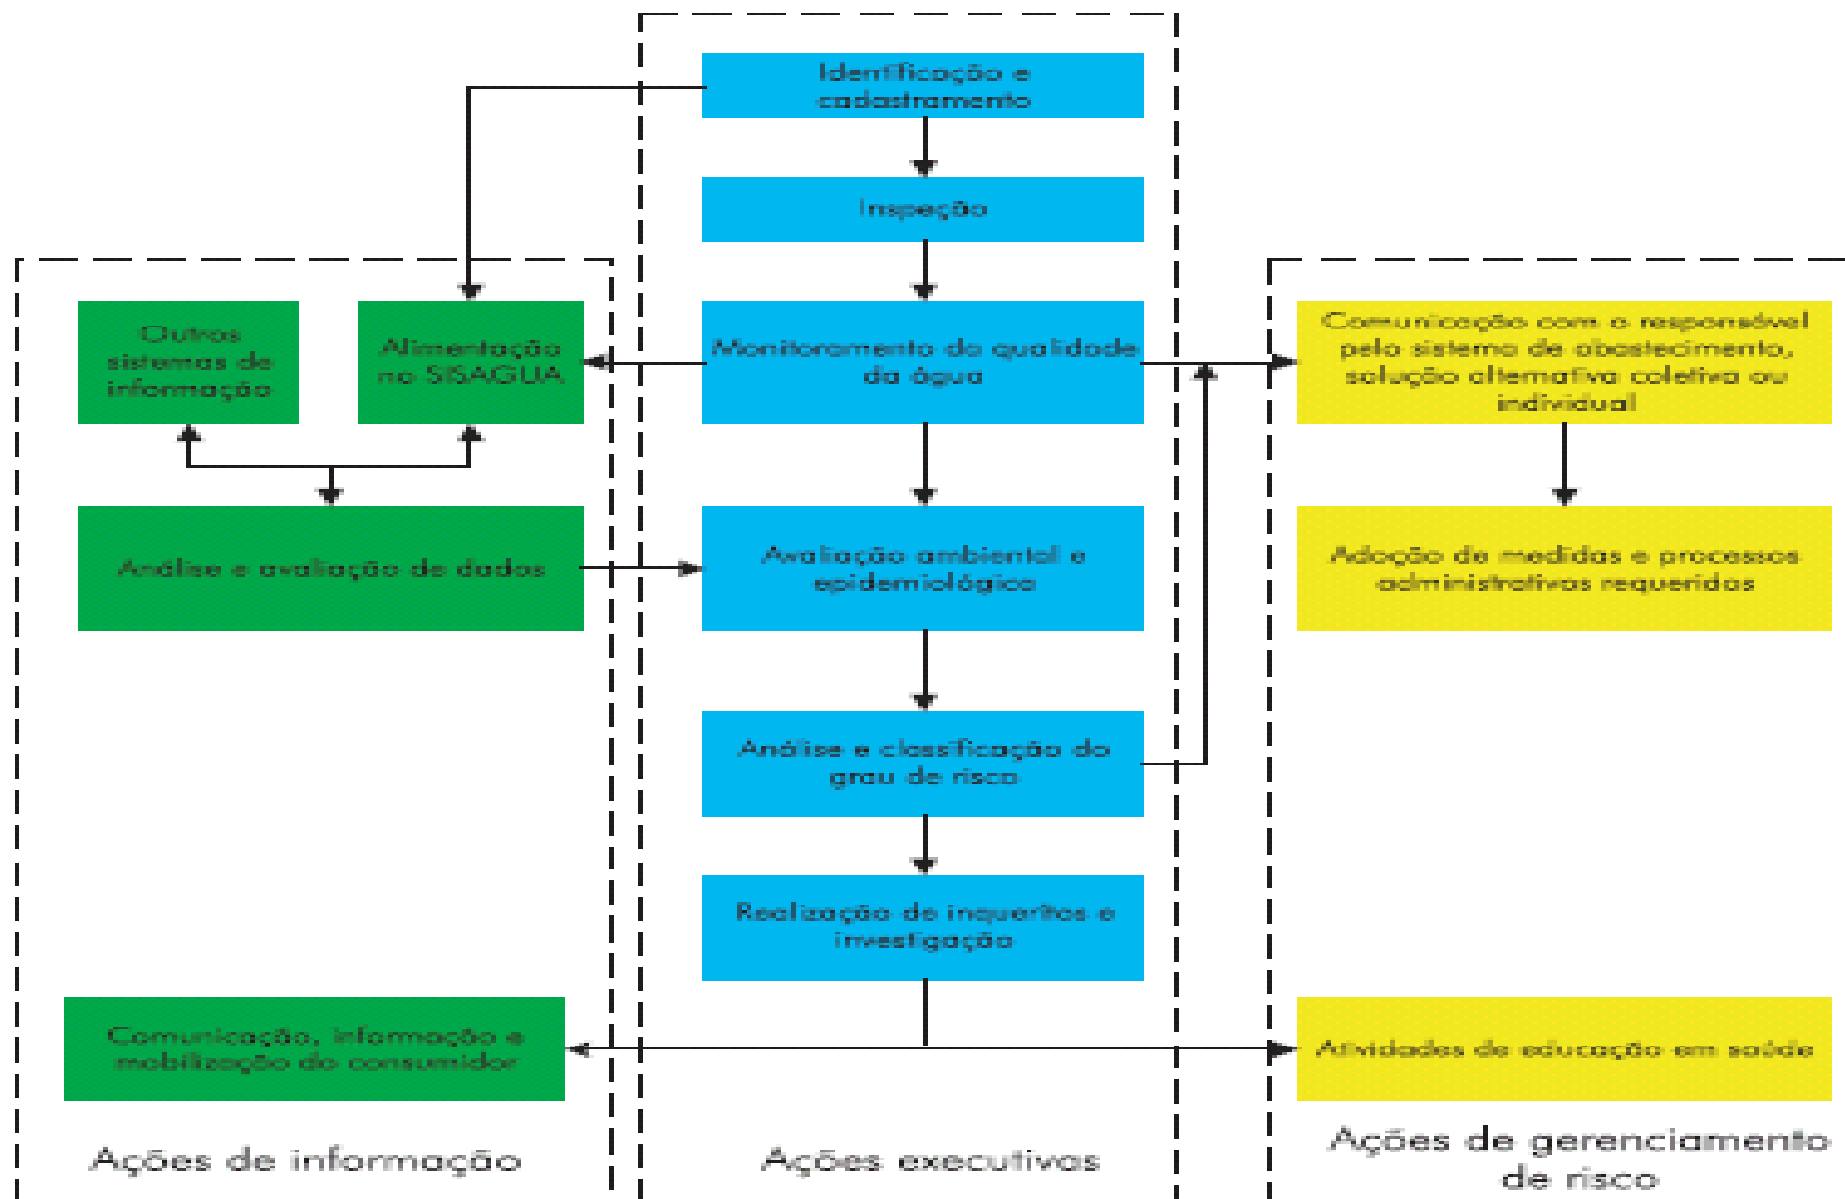 Identificação e
cadastramento
Inspeção
Outros
sistemas de
informação
Alimentação
no SISAGUA
Monitoramento da qualidade
da água
Comunicação com o responsável
pelo sistema de abastecimento,
solução alternativa coletiva ou
individual
Análise e avaliação de dados
Avaliação ambiental e
epidemiológica
Adoção de medidas e processos
administrativos requeridos
Análise e classificação do
grau de risco
Realização de inquéritos e
investigação
Comunicação, informação e
mobilização do consumidor
Atividades de educação em saúde
Ações de informação
Ações executivas
Ações de gerenciamento
de risco